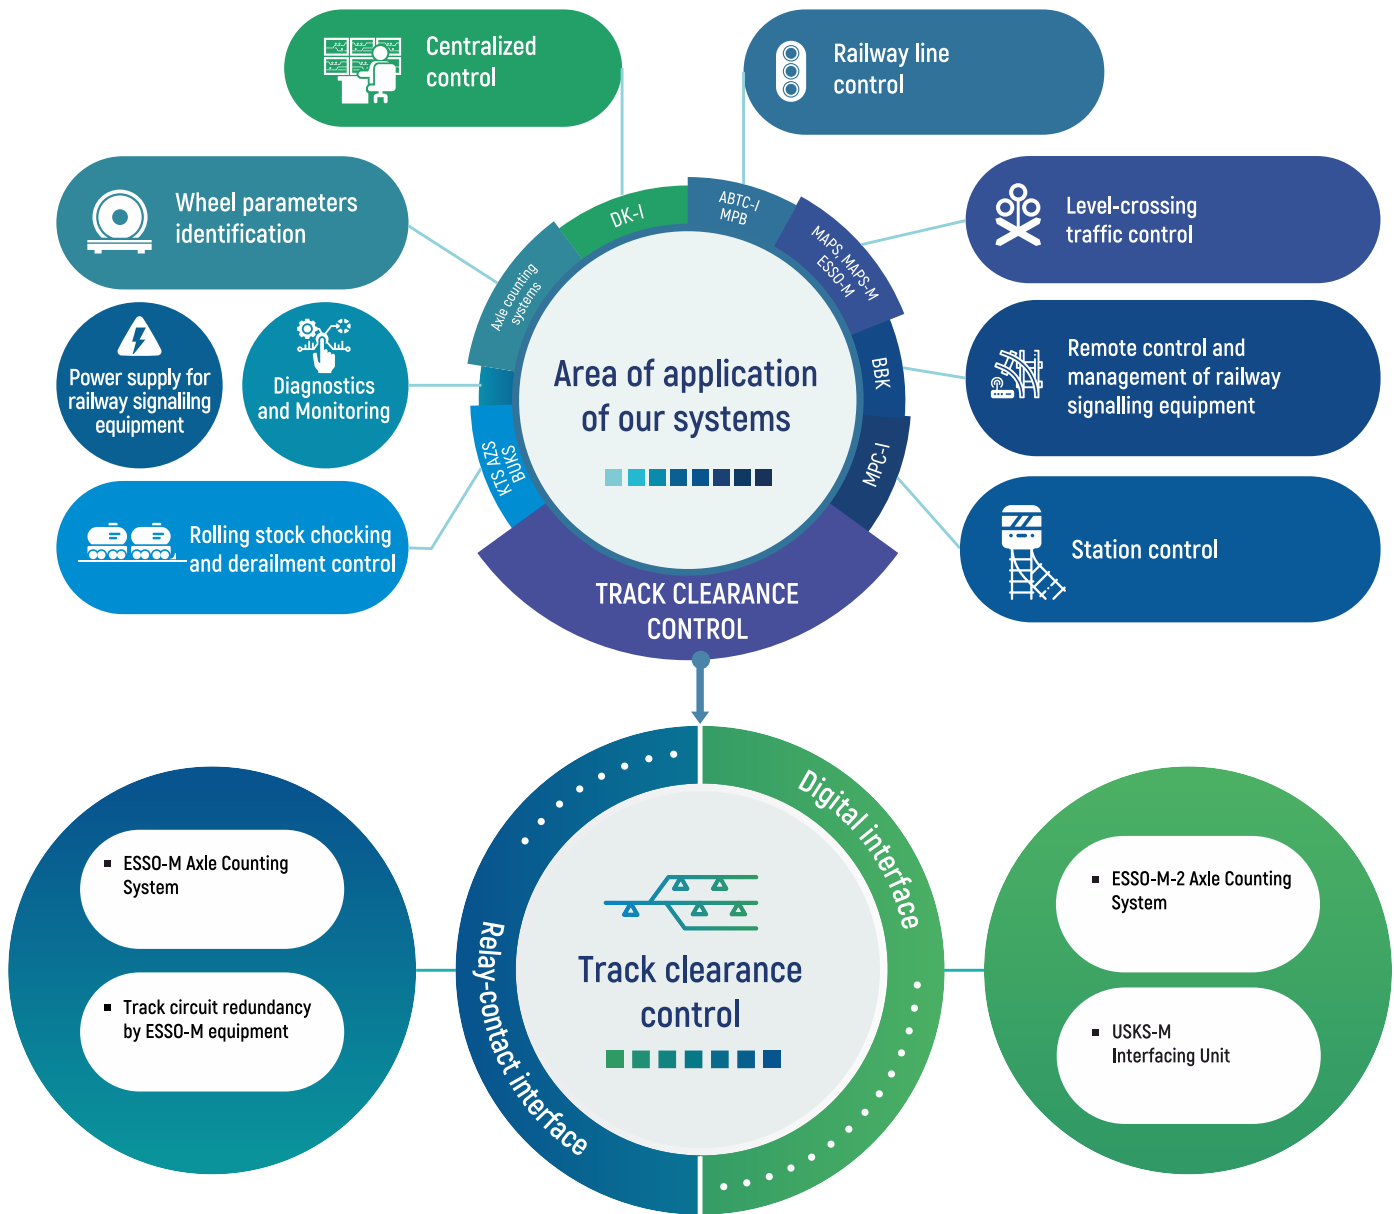 Centralized
control
Railway line
control
Wheel parameters
identification
Level-crossing
traffic control
Power supply for
railway signaling
equipment
Diagnostics
and Monitoring
Remote control and
management of railway
signalling equipment
Rolling stock chocking
and derailment control
Station control
DK-I
ABTC-I
MPB
MAPS, MAPS-M
ESSO-M
BBK
MPC-I
Axle counting
systems
KTS AZS
BUKS
Area of application
of our systems
TRACK CLEARANCE
CONTROL
Relay-contact interface
Digital interface
Track clearance
control
▪ ESSO-M Axle Counting
System
▪ Track circuit redundancy
by ESSO-M equipment
▪ ESSO-M-2 Axle Counting
System
▪ USKS-M
Interfacing Unit